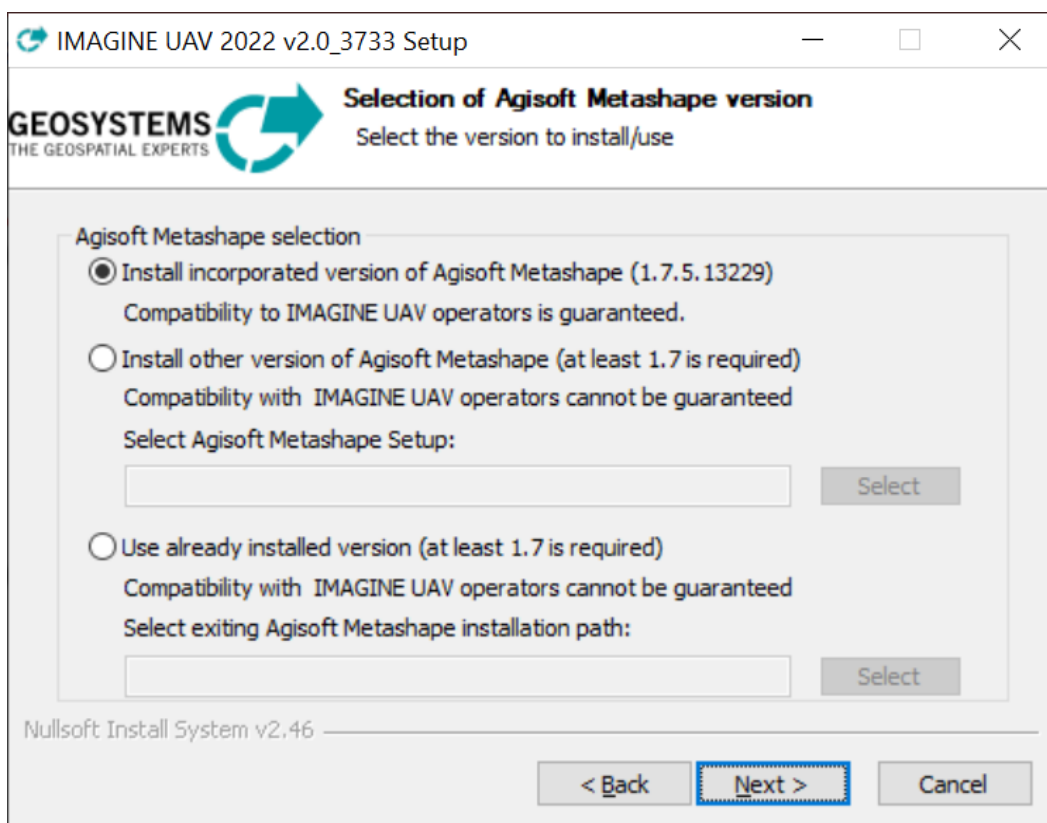 IMAGINE UAV 2022 v2.0_3733 Setup
GEOSYSTEMS
THE GEOSPATIAL EXPERTS
Selection of Agisoft Metashape version
Select the version to install/use
Agisoft Metashape selection
Install incorporated version of Agisoft Metashape (1.7.5.13229)
Compatibility to IMAGINE UAV operators is guaranteed.
Install other version of Agisoft Metashape (at least 1.7 is required)
Compatibility with IMAGINE UAV operators cannot be guaranteed
Select Agisoft Metashape Setup:
Select
Use already installed version (at least 1.7 is required)
Compatibility with IMAGINE UAV operators cannot be guaranteed
Select exiting Agisoft Metashape installation path:
Select
Nullsoft Install System v2.46
< Back Next > Cancel